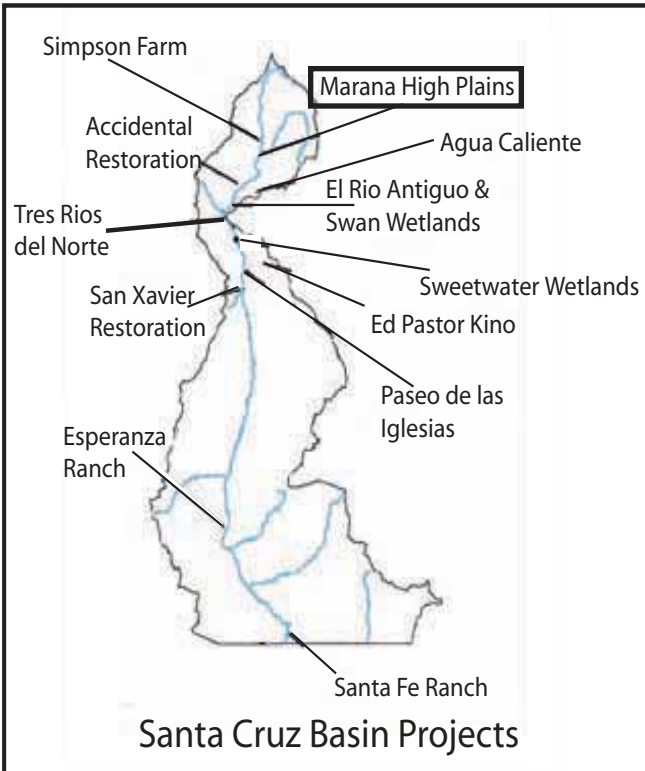 Simpson Farm
Marana High Plains
Accidental
Restoration
Agua Caliente
El Rio Antiguo &
Swan Wetlands
Tres Rios
del Norte
Sweetwater Wetlands
San Xavier
Restoration
Ed Pastor Kino
Paseo de las
Iglesias
Esperanza
Ranch
Santa Fe Ranch
Santa Cruz Basin Projects